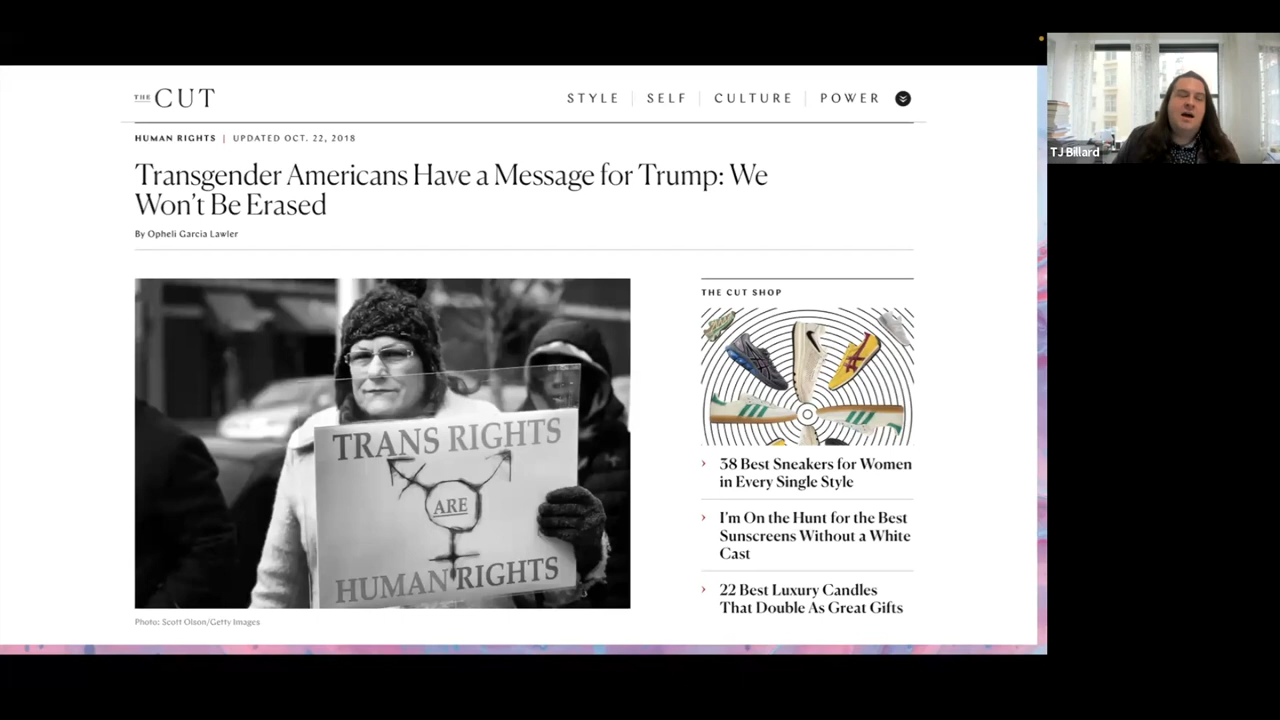 THE CUT
STYLE SELF CULTURE POWER
HUMAN RIGHTS | UPDATED OCT. 22, 2018
Transgender Americans Have a Message for Trump: We
Won't Be Erased
By Opheli Garcia Lawler
TRANS RIGHTS
ARE
HUMAN RIGHTS
Photo: Scott Olson/Getty Images
THE CUT SHOP
38 Best Sneakers for Women
in Every Single Style
I'm On the Hunt for the Best
Sunscreens Without a White
Cast
22 Best Luxury Candles
That Double As Great Gifts
TJ Billard